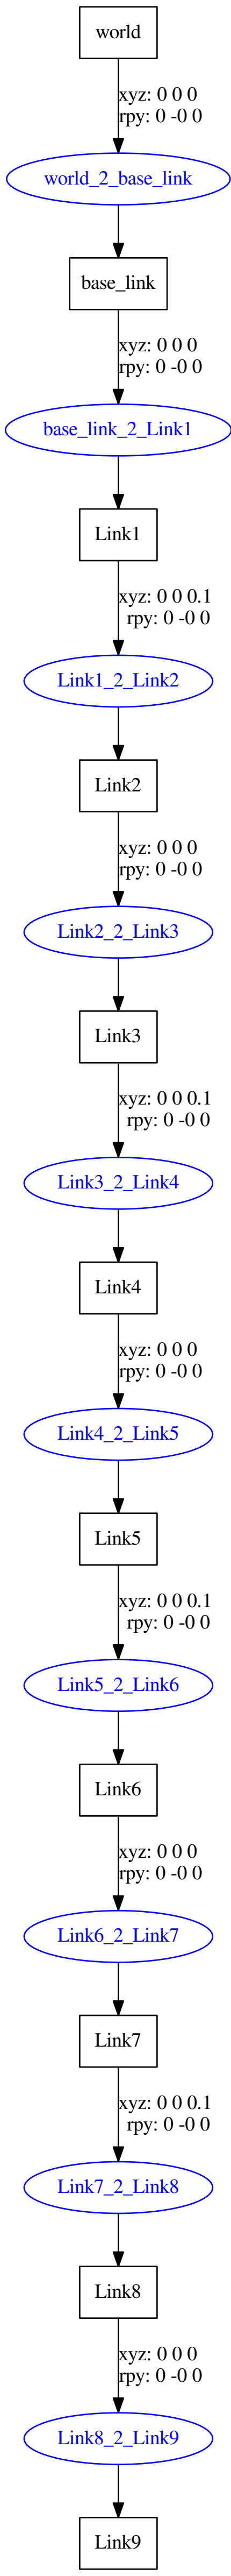 world
xyz: 0 0 0
rpy: 0 -0 0
world_2_base_link
base_link
xyz: 0 0 0
rpy: 0 -0 0
base_link_2_Link1
Link1
xyz: 0 0 0.1
rpy: 0 -0 0
Link1_2_Link2
Link2
xyz: 0 0 0
rpy: 0 -0 0
Link2_2_Link3
Link3
xyz: 0 0 0.1
rpy: 0 -0 0
Link3_2_Link4
Link4
xyz: 0 0 0
rpy: 0 -0 0
Link4_2_Link5
Link5
xyz: 0 0 0.1
rpy: 0 -0 0
Link5_2_Link6
Link6
xyz: 0 0 0
rpy: 0 -0 0
Link6_2_Link7
Link7
xyz: 0 0 0.1
rpy: 0 -0 0
Link7_2_Link8
Link8
xyz: 0 0 0
rpy: 0 -0 0
Link8_2_Link9
Link9